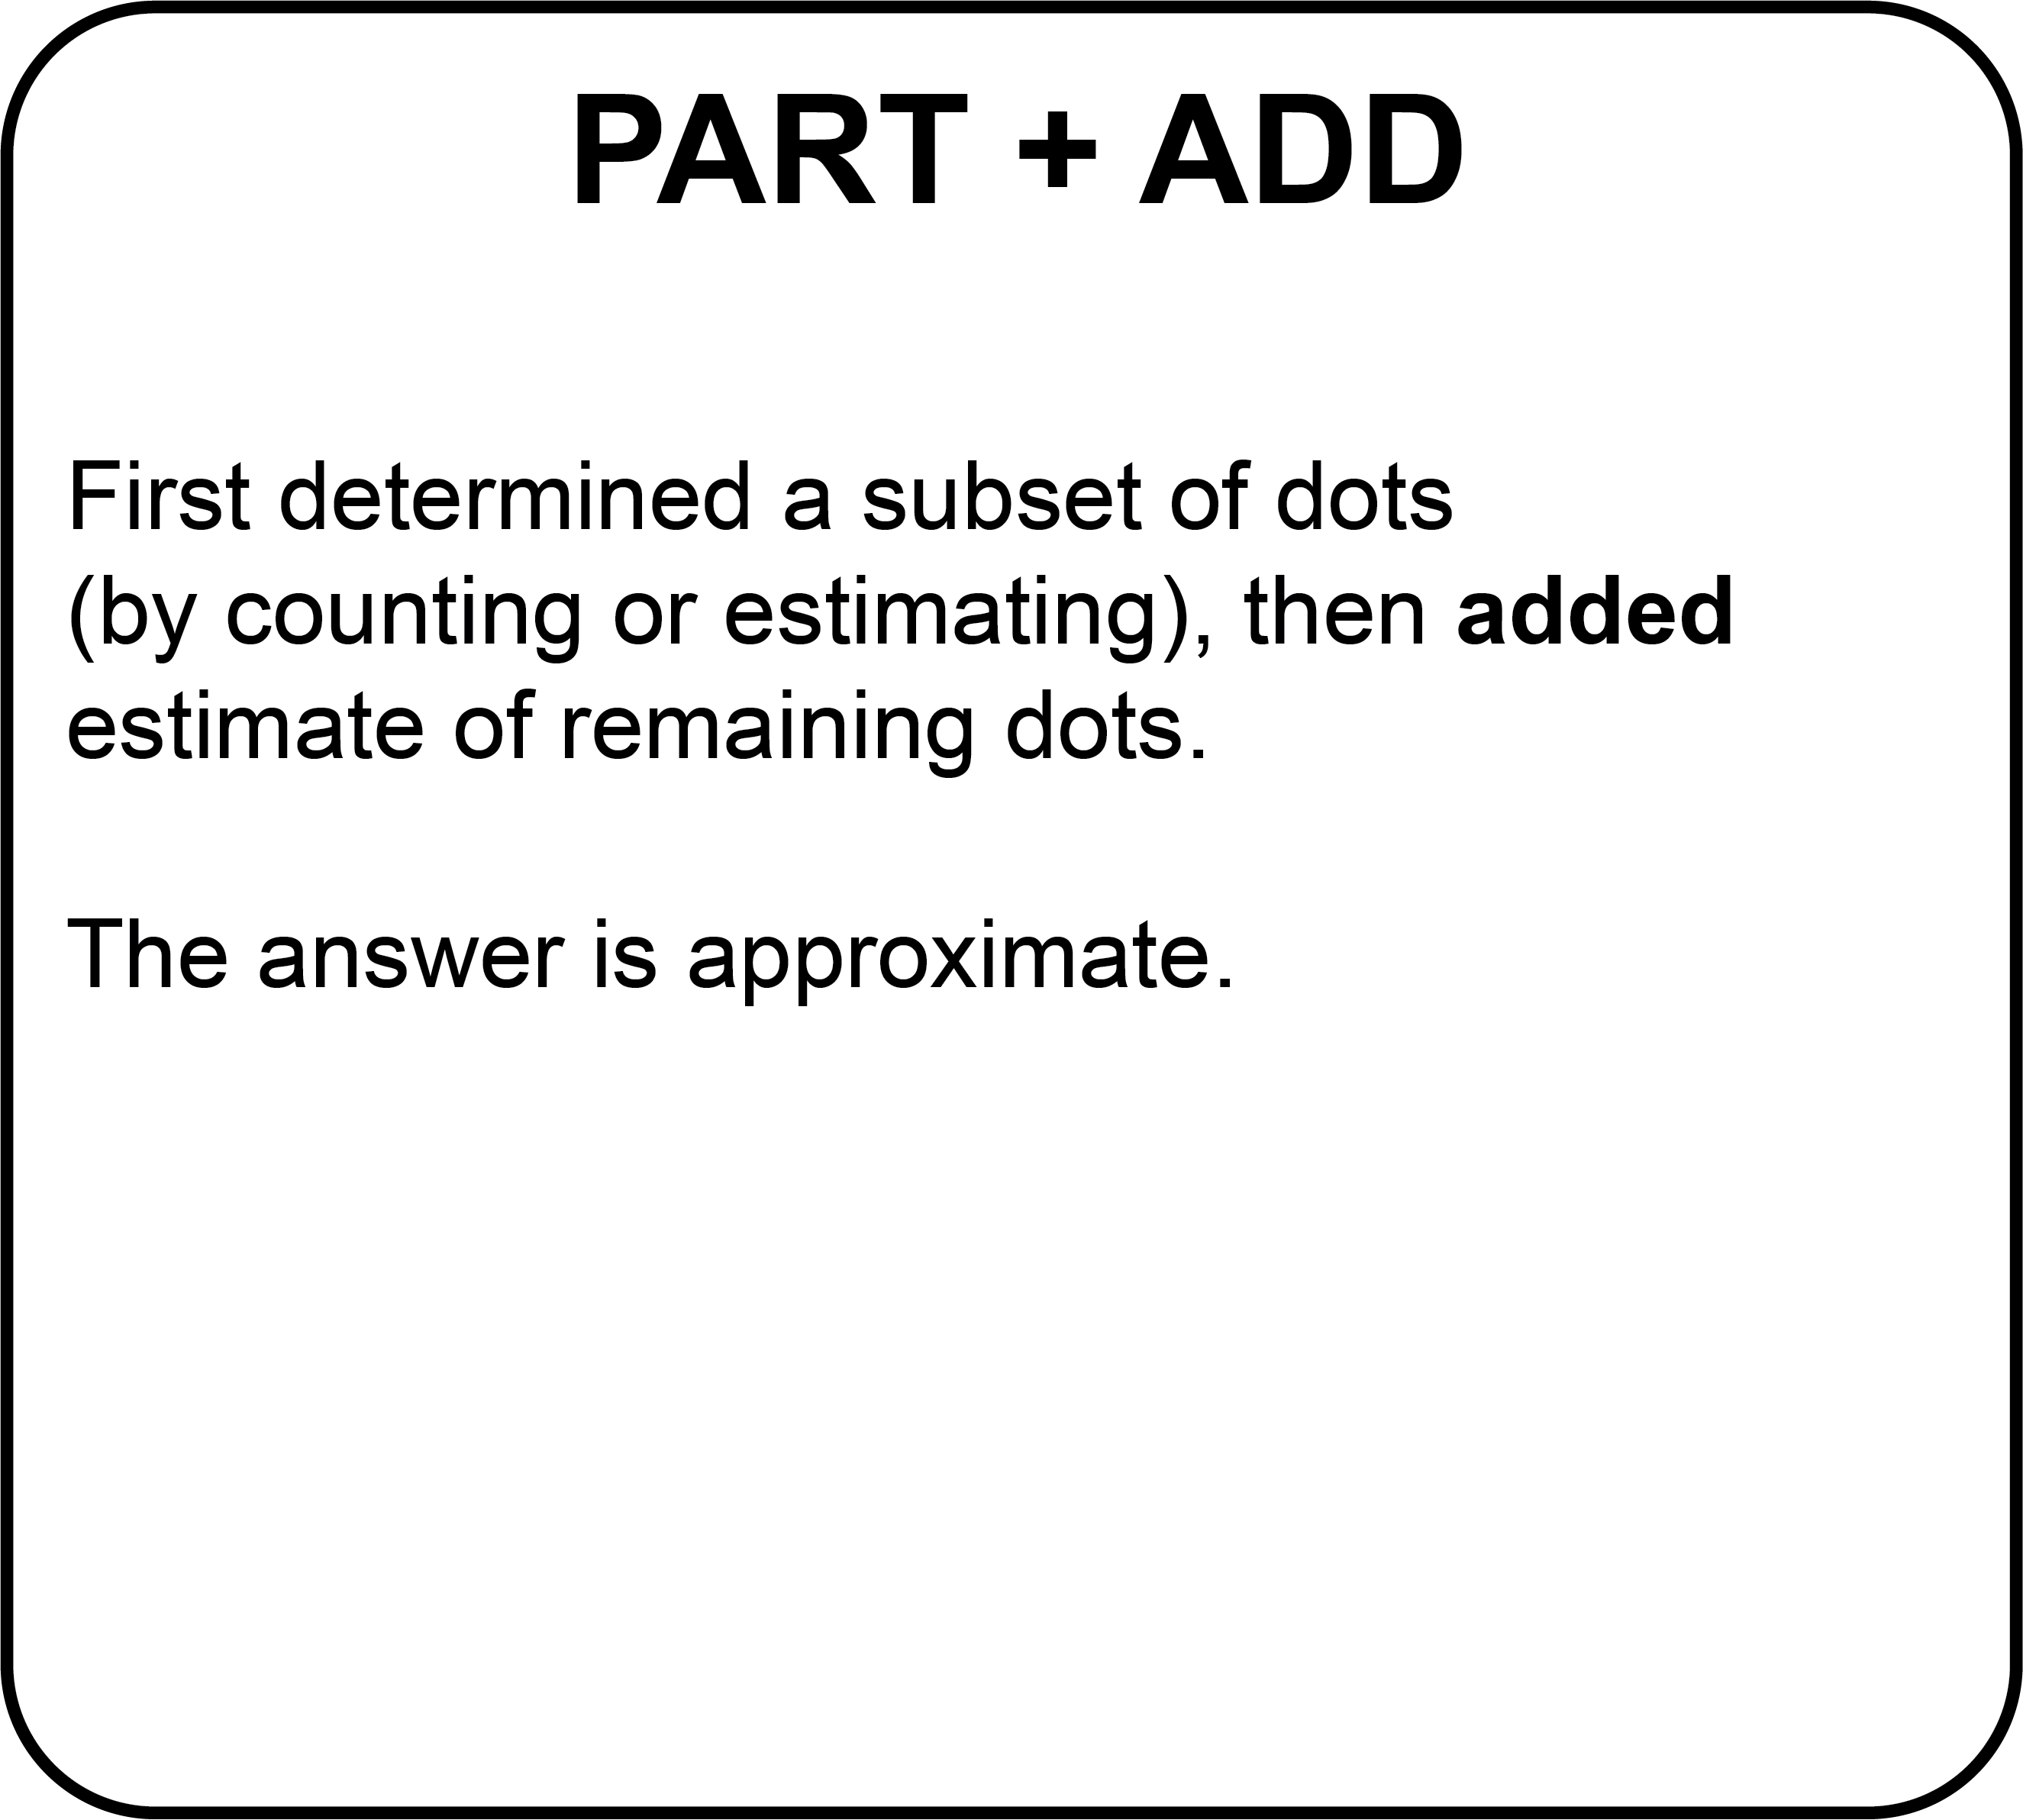 PART + ADD
First determined a subset of dots
(by counting or estimating), then added
estimate of remaining dots.
The answer is approximate.